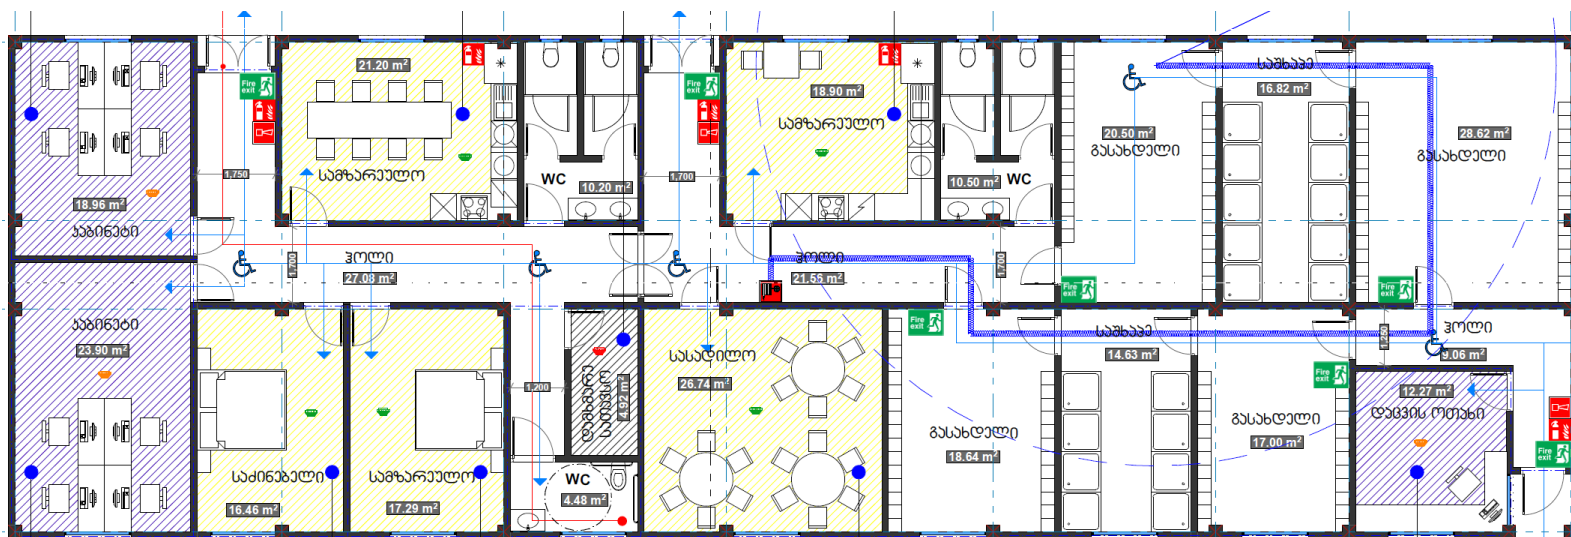 21.20 m²
18.90 m²
საშხაპე
16.82 m²
Fire
exit
Fire
exit
სამზარეულო
20.50 m²
გასახდელი
28.62 m²
გასახდელი
1,750
სამზარეულო
WC
10.20 m²
1,700
10.50 m²
WC
18.96 m²
კაბინეტი
ჰოლი
27.08 m²
1,700
ჰოლი
21.56 m²
1,700
Fire
exit
Fire
exit
კაბინეტი
23.90 m²
Fire
exit
საშხაპე
14.63 m²
ჰოლი
9.06 m²
სასადილო
26.74 m²
1,200
დამხმარე
სათავსო
4.92 m²
Fire
exit
12.27 m²
დაცვის ოთახი
გასახდელი
18.64 m²
გასახდელი
17.00 m²
Fire
exit
საძინებელი
16.46 m²
სამზარეულო
17.29 m²
WC
4.48 m²